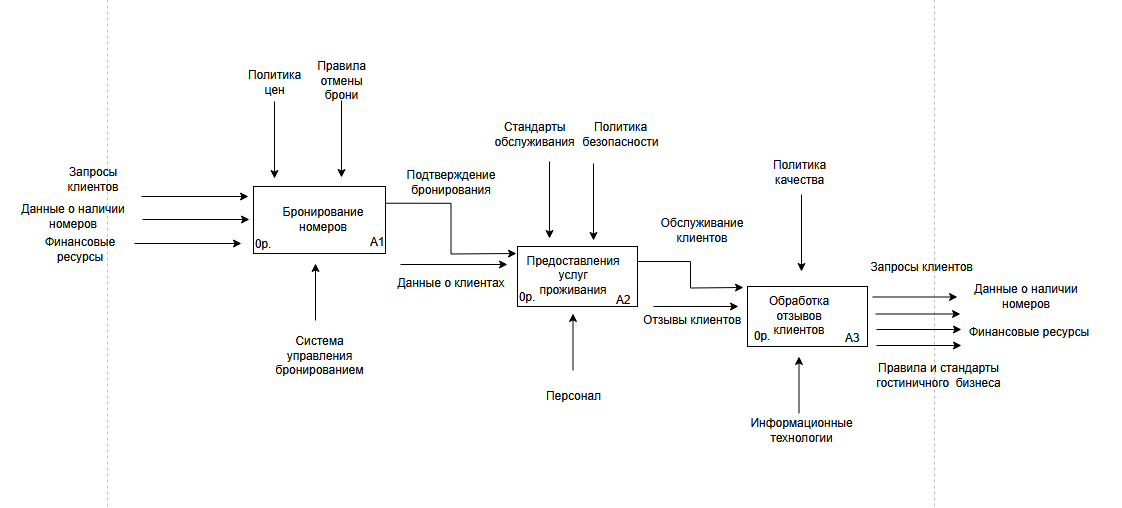 Политика
цен
Правила
отмены
брони
Запросы
клиентов
Данные о наличии
номеров
Финансовые
ресурсы
Бронирование
номеров
0р.
A1
Система
управления
бронированием
Подтверждение
бронирования
Данные о клиентах
Стандарты
обслуживания
Политика
безопасности
Предоставления
услуг
проживания
0р.
A2
Персонал
Обслуживание
клиентов
Отзывы клиентов
Политика
качества
Обработка
отзывов
клиентов
0р.
A3
Информационные
технологии
Запросы клиентов
Данные о наличии
номеров
Финансовые ресурсы
Правила и стандарты
гостиничного бизнеса